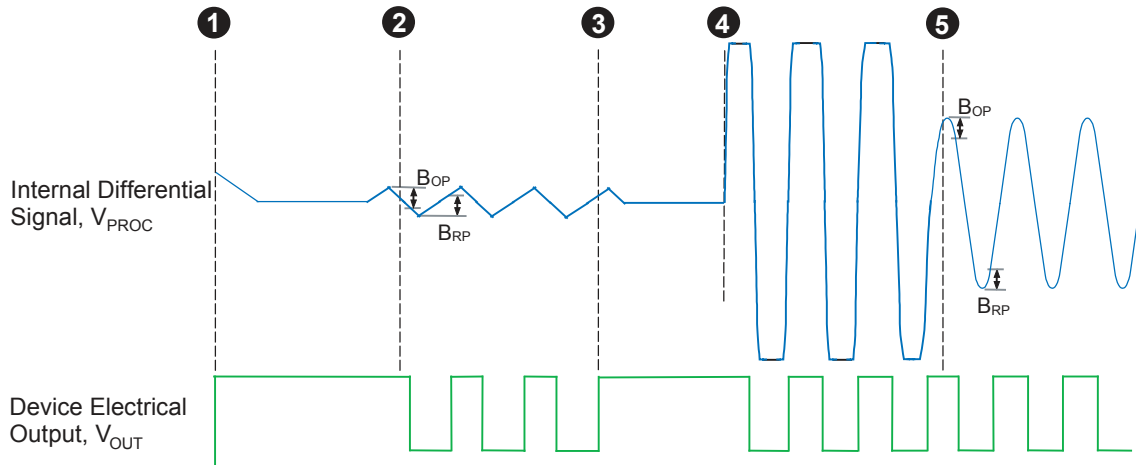 1 2 3 4 5
BOP
BOP
Internal Differential
Signal, VPROC
BRP
BRP
Device Electrical
Output, VOUT